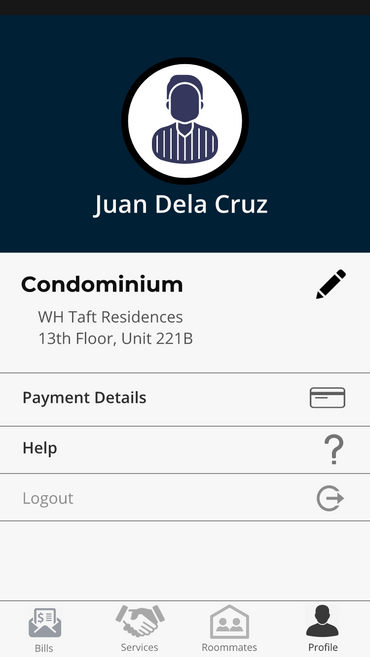 Juan Dela Cruz
Condominium
WH Taft Residences
13th Floor, Unit 221B
Payment Details
Help
?
Logout
$
Bills
Services
Roommates
Profile